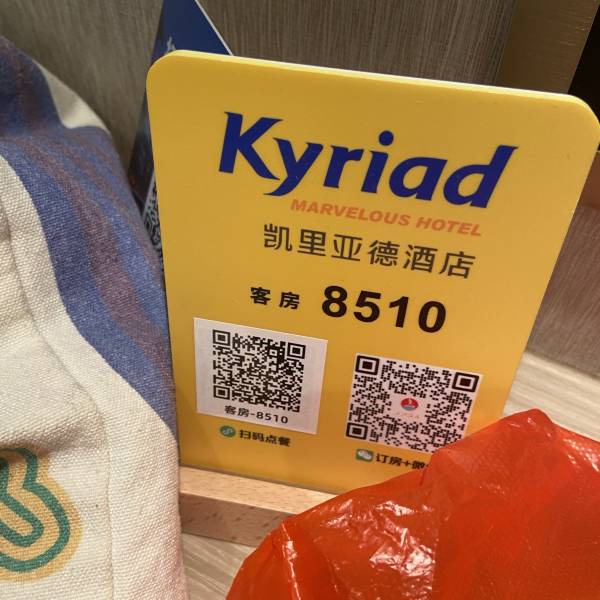 Kyriad
MARVELOUS HOTEL
凯里亚德酒店
客房 8510
客房-8510
扫码点餐
订房+微